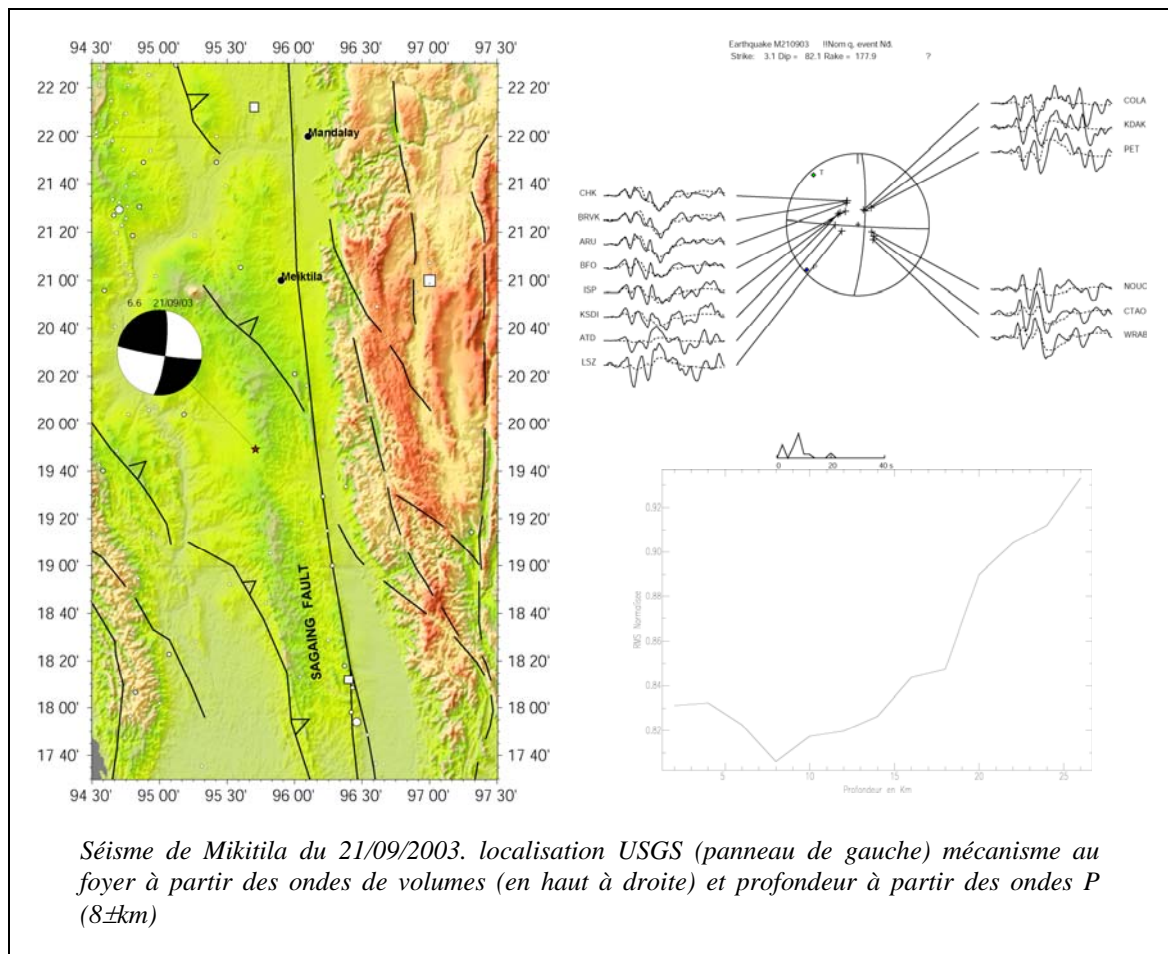 94 30' 95 00' 95 30' 96 00' 96 30' 97 00' 97 30'
22 20'
22 00'
21 40'
21 20'
21 00'
20 40'
20 20'
20 00'
19 40'
19 20'
19 00'
18 40'
18 20'
18 00'
17 40'
Mandalay
Meiktila
6.6 21/09/03
SAGAING FAULT
22 20'
22 00'
21 40'
21 20'
21 00'
20 40'
20 20'
20 00'
19 40'
19 20'
19 00'
18 40'
18 20'
18 00'
17 40'
94 30' 95 00' 95 30' 96 00' 96 30' 97 00' 97 30'
Earthquake M210903 !!Nom q, event Nd.
Strike: 3.1 Dip = 82.1 Rake = 177.9 ?
CHK
BRVK
ARU
BFO
ISP
KSDI
ATD
LSZ
T
P
COLA
KDAK
PET
NOUC
CTAO
WRAB
0 20 40 s
0.92
0.90
0.88
0.86
0.84
0.82
RMS Normalisee
5 10 15 20 25
Profondeur en Km
Séisme de Mikitila du 21/09/2003. localisation USGS (panneau de gauche) mécanisme au
foyer à partir des ondes de volumes (en haut à droite) et profondeur à partir des ondes P
(8±km)